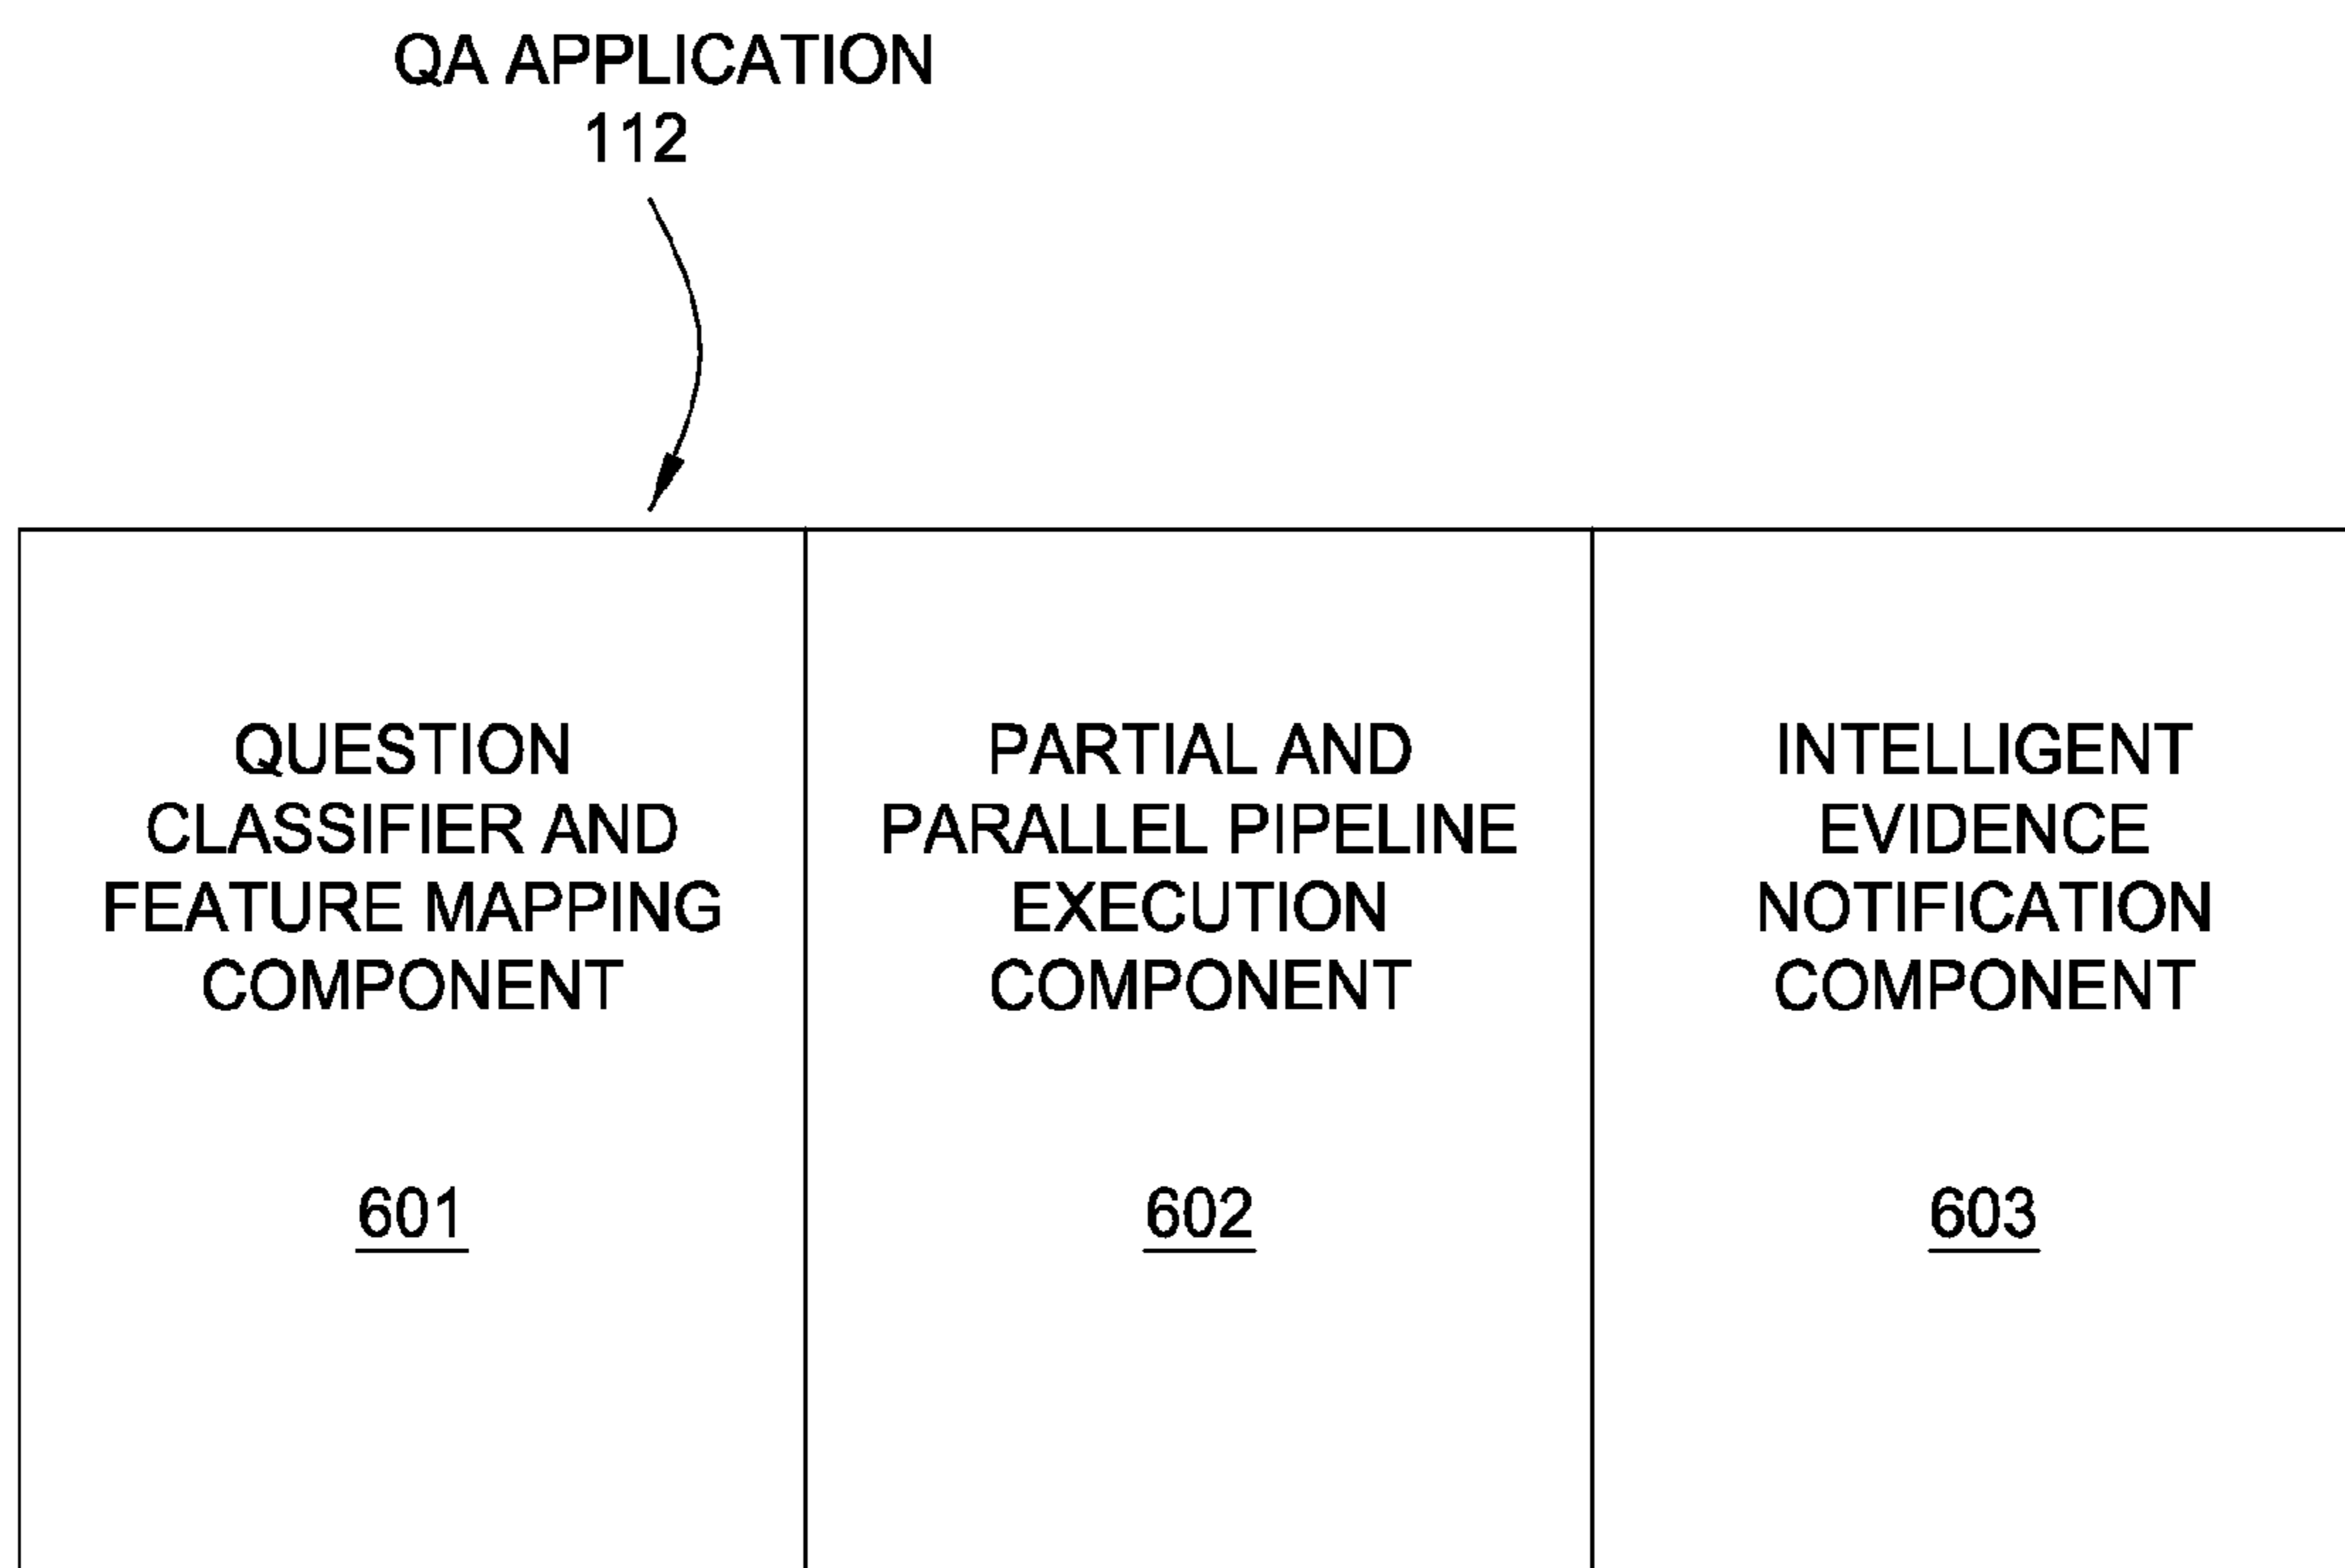 QA APPLICATION
112
QUESTION
CLASSIFIER AND
FEATURE MAPPING
COMPONENT
601
PARTIAL AND
PARALLEL PIPELINE
EXECUTION
COMPONENT
602
INTELLIGENT
EVIDENCE
NOTIFICATION
COMPONENT
603